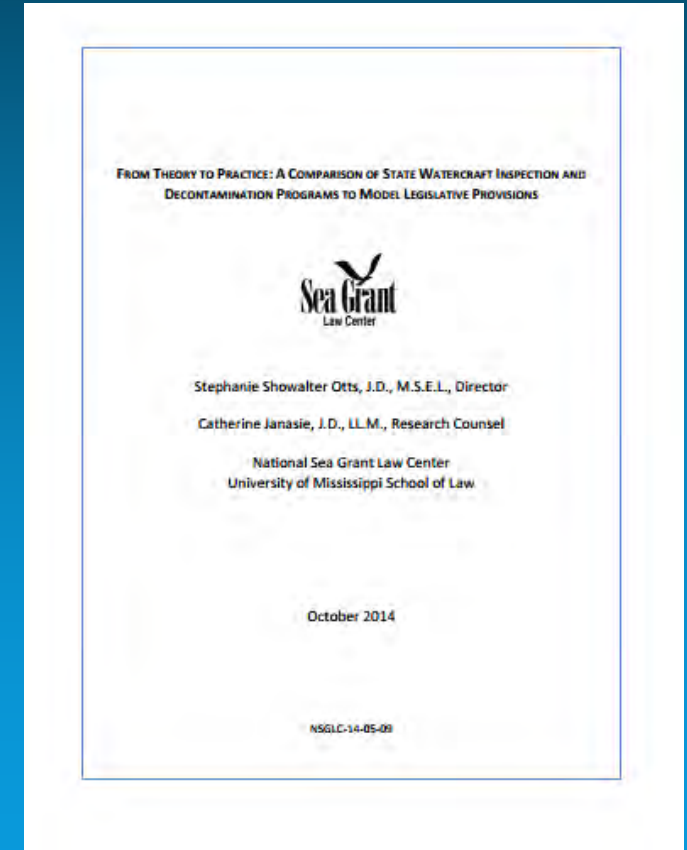 FROM THEORY TO PRACTICE: A COMPARISON OF STATE WATERCRAFT INSPECTION AND
DECONTAMINATION PROGRAMS TO MODEL LEGISLATIVE PROVISIONS
Sea Grant
Law Center
Stephanie Showalter Otts, J.D., M.S.E.L., Director
Catherine Janasie, J.D., LL.M., Research Counsel
National Sea Grant Law Center
University of Mississippi School of Law
October 2014
NSGLC-14-05-09